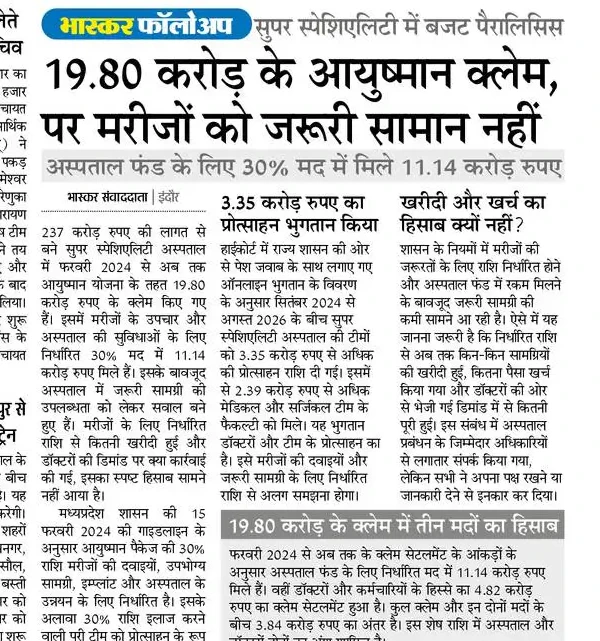 भास्कर फॉलोअप
सुपर स्पेशिएलिटी में बजट पैरालिसिस
19.80 करोड़ के आयुष्मान क्लेम,
पर मरीजों को जरूरी सामान नहीं
अस्पताल फंड के लिए 30% मद में मिले 11.14 करोड़ रुपए
भास्कर संवाददाता | इंदौर
237 करोड़ रुपए की लागत से
बने सुपर स्पेशिएलिटी अस्पताल
में फरवरी 2024 से अब तक
आयुष्मान योजना के तहत 19.80
करोड़ रुपए के क्लेम किए गए
हैं। इसमें मरीजों के उपचार और
अस्पताल की सुविधाओं के लिए
निर्धारित 30% मद में 11.14
करोड़ रुपए मिले हैं। इसके बावजूद
अस्पताल में जरूरी सामग्री की
उपलब्धता को लेकर सवाल बने
हुए हैं। मरीजों के लिए निर्धारित
राशि से कितनी खरीदी हुई और
डॉक्टरों की डिमांड पर क्या कार्रवाई
की गई, इसका स्पष्ट हिसाब सामने
नहीं आया है।
मध्यप्रदेश शासन की 15
फरवरी 2024 की गाइडलाइन के
अनुसार आयुष्मान पैकेज की 30%
राशि मरीजों की दवाइयों, उपभोग्य
सामग्री, इम्प्लांट और अस्पताल के
उन्नयन के लिए निर्धारित है। इसके
अलावा 30% राशि इलाज करने
वाली पूरी टीम को प्रोत्साहन के रूप
3.35 करोड़ रुपए का
प्रोत्साहन भुगतान किया
हाईकोर्ट में राज्य शासन की ओर
से पेश जवाब के साथ लगाए गए
ऑनलाइन भुगतान के विवरण
के अनुसार सितंबर 2024 से
अगस्त 2026 के बीच सुपर
स्पेशिएलिटी अस्पताल की टीमों
को 3.35 करोड़ रुपए से अधिक
की प्रोत्साहन राशि दी गई। इसमें
से 2.39 करोड़ रुपए से अधिक
मेडिकल और सर्जिकल टीम के
फैकल्टी को मिले। यह भुगतान
डॉक्टरों और टीम के प्रोत्साहन का
है। इसे मरीजों की दवाइयों और
जरूरी सामग्री के लिए निर्धारित
राशि से अलग समझना होगा।
खरीदी और खर्च का
हिसाब क्यों नहीं?
शासन के नियमों में मरीजों की
जरूरतों के लिए राशि निर्धारित होने
और अस्पताल फंड में रकम मिलने
के बावजूद जरूरी सामग्री की
कमी सामने आ रही है। ऐसे में यह
जानना जरूरी है कि निर्धारित राशि
से अब तक किन-किन सामग्रियों
की खरीदी हुई, कितना पैसा खर्च
किया गया और डॉक्टरों की ओर
से भेजी गई डिमांड में से कितनी
पूरी हुई। इस संबंध में अस्पताल
प्रबंधन के जिम्मेदार अधिकारियों
से लगातार संपर्क किया गया,
लेकिन सभी ने अपना पक्ष रखने या
जानकारी देने से इनकार कर दिया।
19.80 करोड़ के क्लेम में तीन मदों का हिसाब
फरवरी 2024 से अब तक के क्लेम सेटलमेंट के आंकड़ों के
अनुसार अस्पताल फंड के लिए निर्धारित मद में 11.14 करोड़ रुपए
मिले हैं। वहीं डॉक्टरों और कर्मचारियों के हिस्से का 4.82 करोड़
रुपए का क्लेम सेटलमेंट हुआ है। कुल क्लेम और इन दोनों मदों के
बीच 3.84 करोड़ रुपए का अंतर है। इस शेष राशि में अस्पताल और